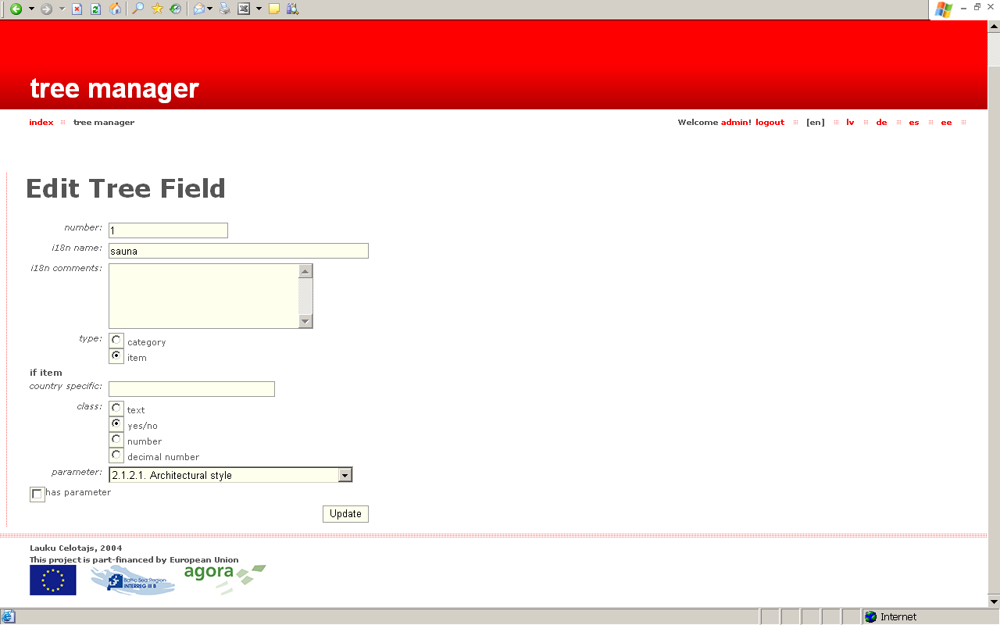 tree manager
index tree manager Welcome admin! logout [en] lv de es ee
Edit Tree Field
number: 1
i18n name: sauna
i18n comments:
type: category
item
if item
country specific:
class: text
yes/no
number
decimal number
parameter: 2.1.2.1. Architectural style
has parameter
Update
Lauku Celotajs, 2004
This project is part-financed by European Union
Baltic Sea Region
INTERREG III B
agora
Internet